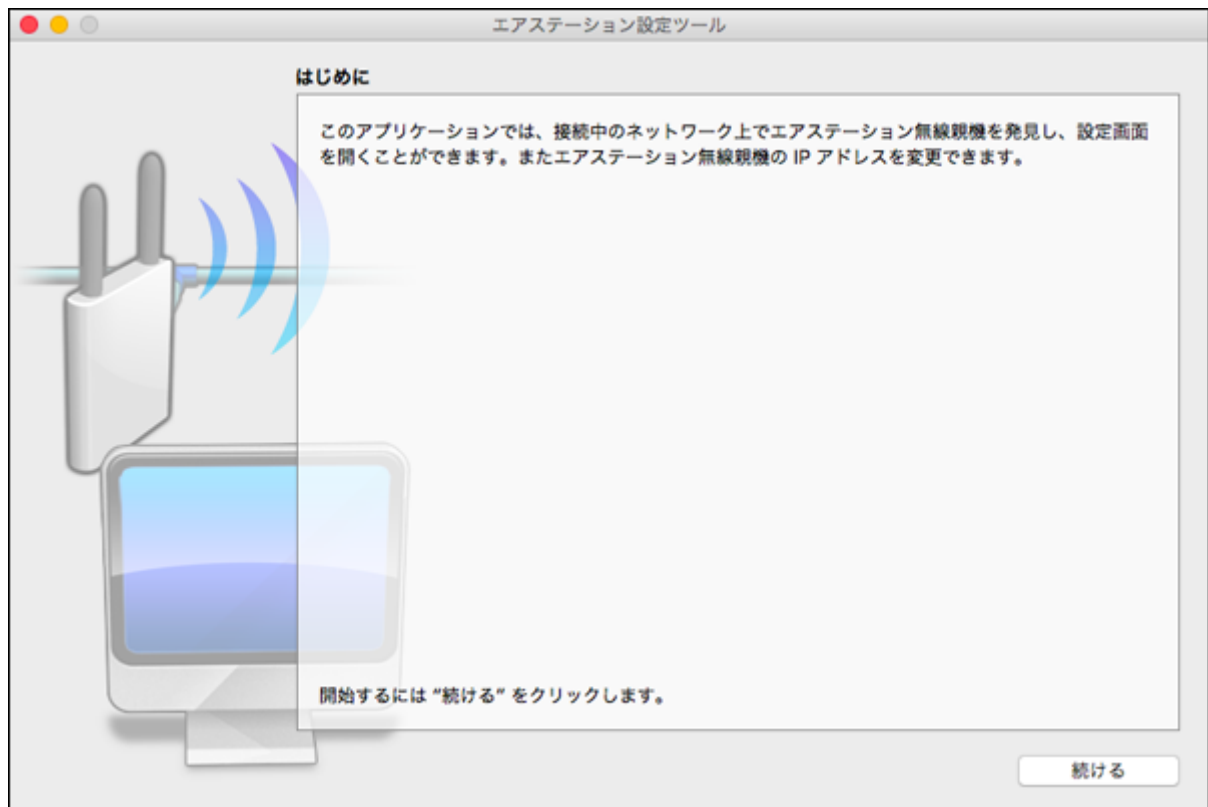 エアステーション設定ツール
はじめに
このアプリケーションでは、接続中のネットワーク上でエアステーション無線親機を発見し、設定画面
を開くことができます。またエアステーション無線親機の IP アドレスを変更できます。
開始するには “続ける” をクリックします。
続ける